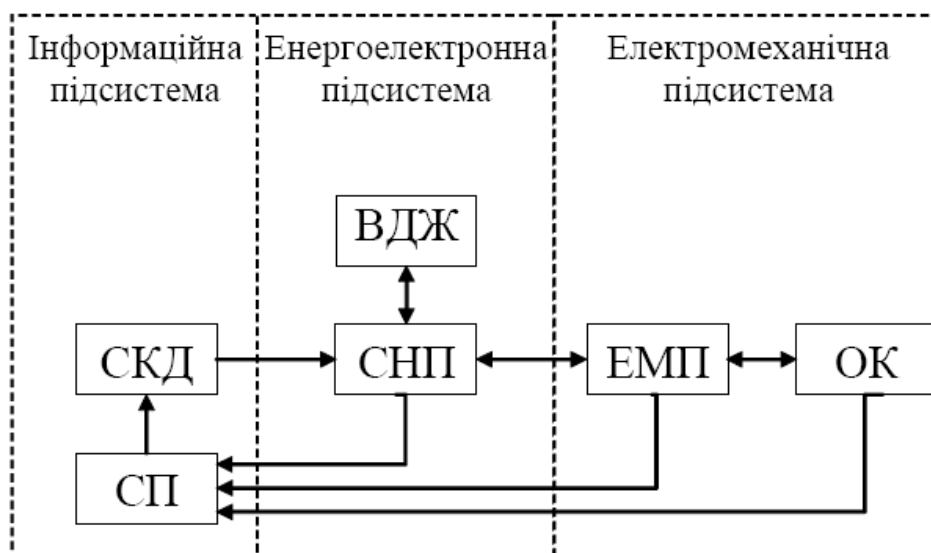 Інформаційна
підсистема
Енергоелектронна
підсистема
Електромеханічна
підсистема
ВДЖ
СКД
СНП
ЕМП
ОК
СП